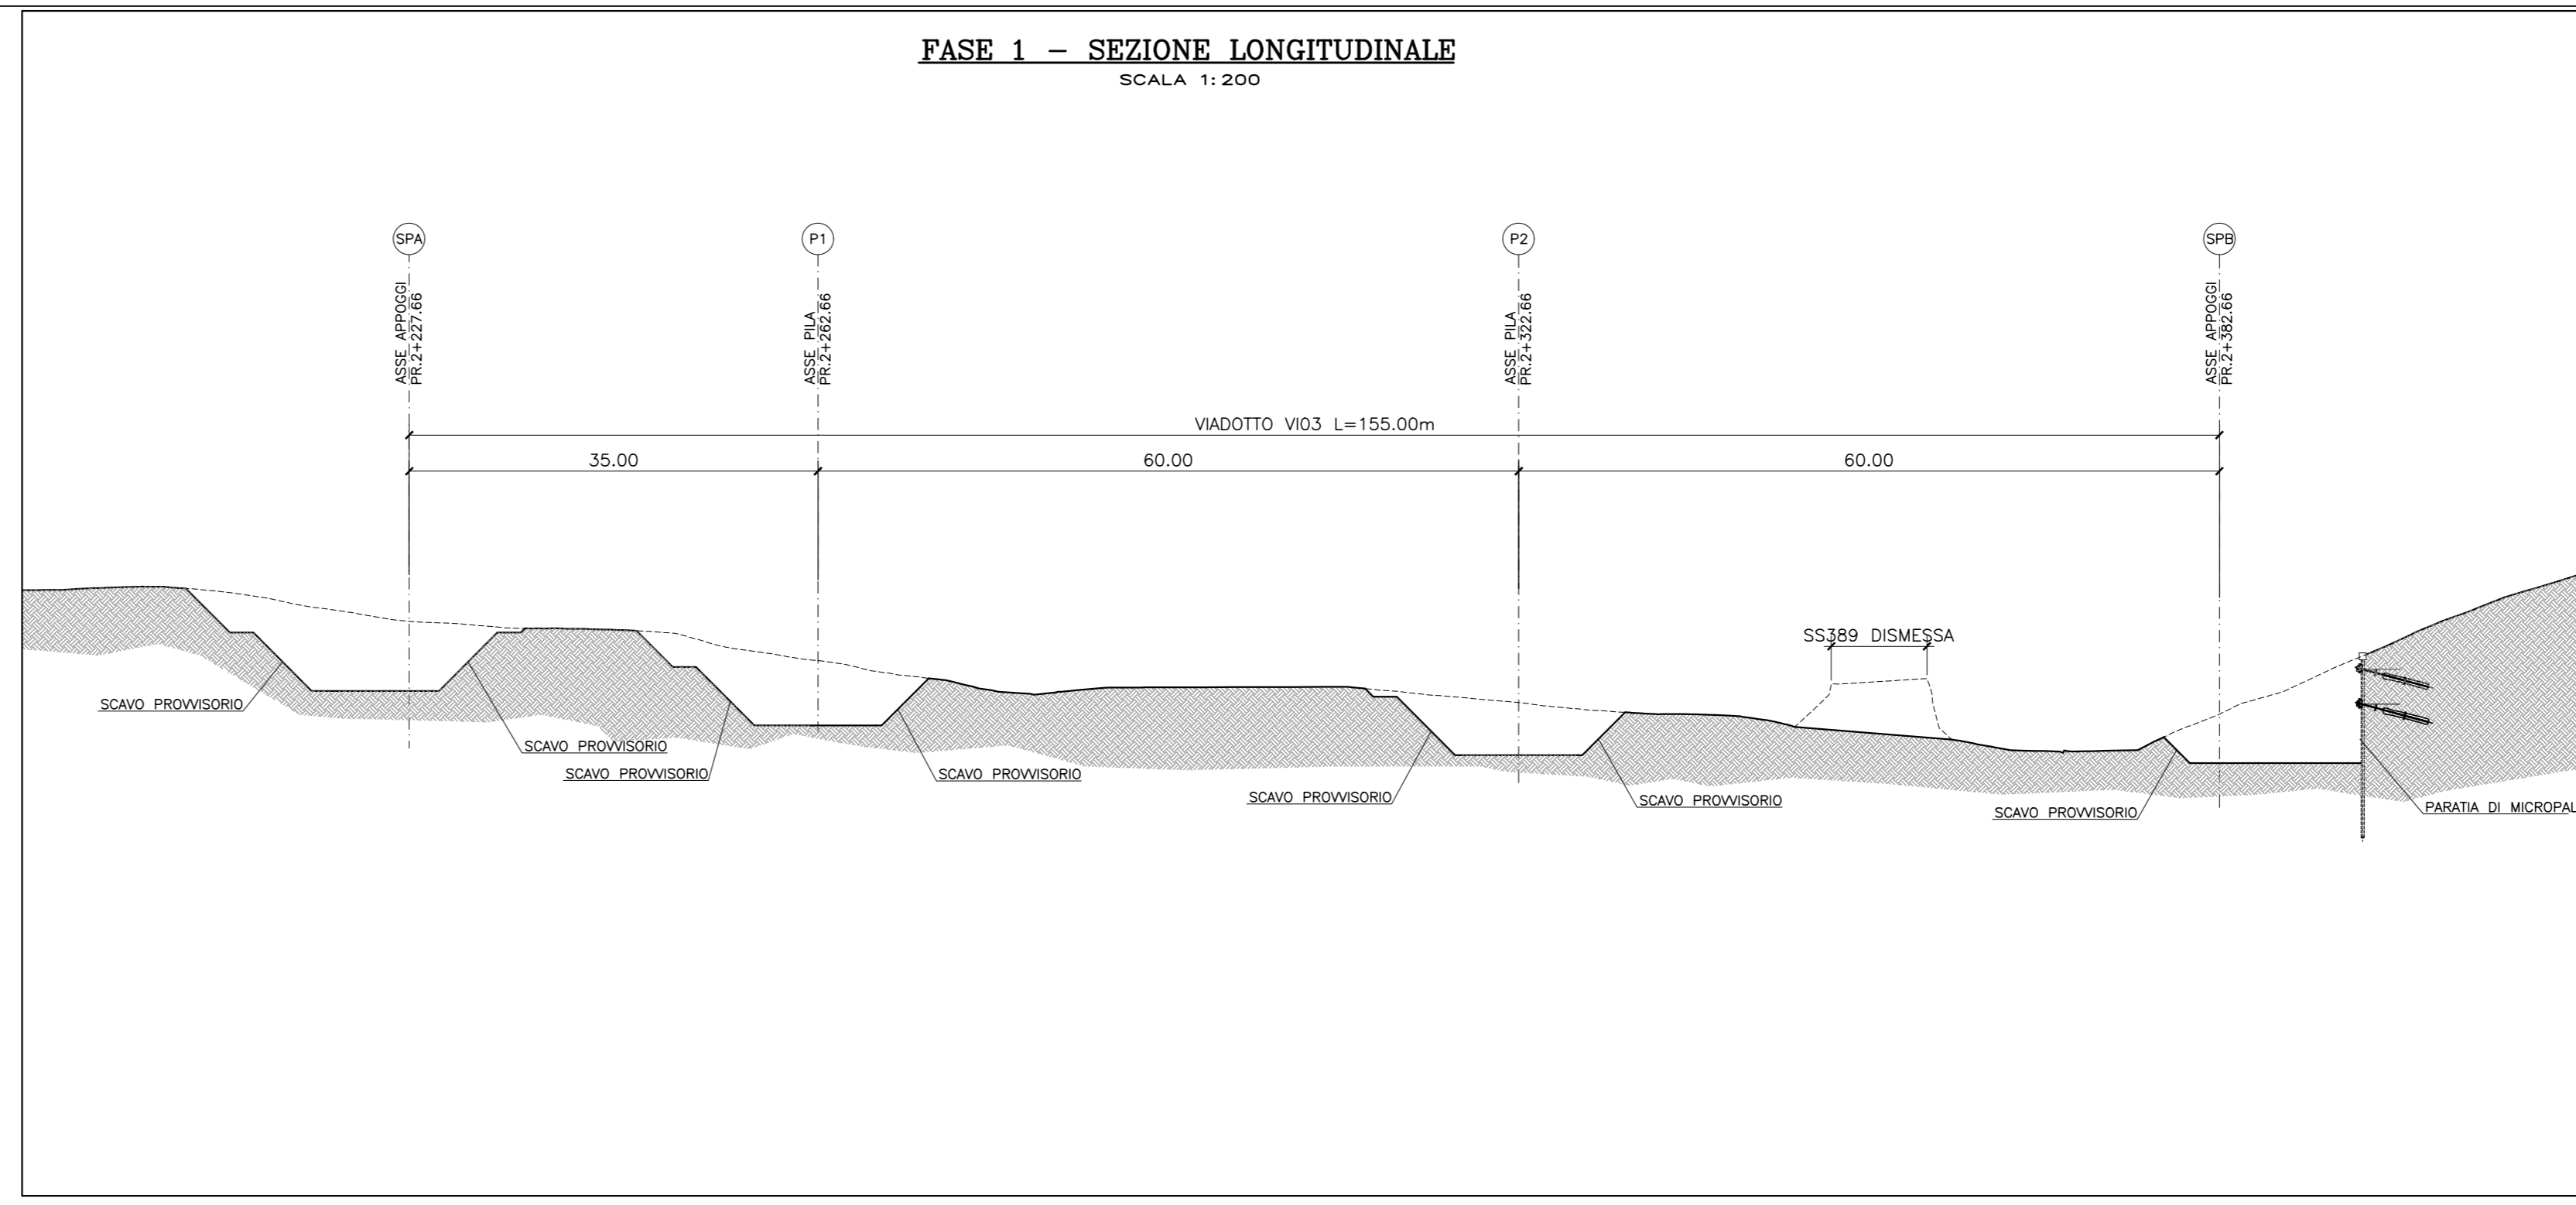 FASE 1 – SEZIONE LONGITUDINALE
SCALA 1:200
SPA
P1
P2
SPB
ASSE APPOGGI
PR.2+227.66
ASSE PILA
PR.2+262.66
ASSE PILA
PR.2+322.66
ASSE APPOGGI
PR.2+382.66
VIADOTTO VI03 L=155.00m
35.00
60.00
60.00
SS389 DISMESSA
SCAVO PROVVISORIO
SCAVO PROVVISORIO
SCAVO PROVVISORIO
SCAVO PROVVISORIO
SCAVO PROVVISORIO
SCAVO PROVVISORIO
SCAVO PROVVISORIO
PARATIA DI MICROPAL